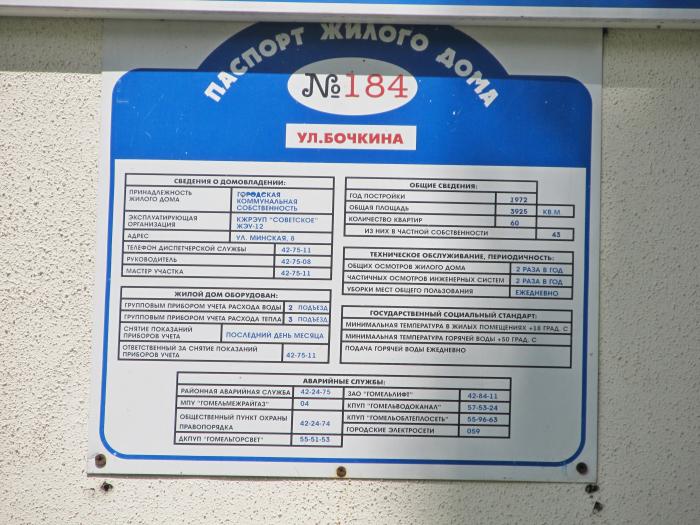 ПАСПОРТ ЖИЛОГО ДОМА
№184
УЛ.БОЧКИНА
СВЕДЕНИЯ О ДОМОВЛАДЕНИИ:
ПРИНАДЛЕЖНОСТЬ ГОРОДСКАЯ
ЖИЛОГО ДОМА КОММУНАЛЬНАЯ
СОБСТВЕННОСТЬ
ЭКСПЛУАТИРУЮЩАЯ КЖРЭУП "СОВЕТСКОЕ"
ОРГАНИЗАЦИЯ ЖЭУ-12
АДРЕС УЛ. МИНСКАЯ, 8
ТЕЛЕФОН ДИСПЕТЧЕРСКОЙ СЛУЖБЫ 42-75-11
РУКОВОДИТЕЛЬ 42-75-08
МАСТЕР УЧАСТКА 42-75-11
ЖИЛОЙ ДОМ ОБОРУДОВАН:
ГРУППОВЫМ ПРИБОРОМ УЧЕТА РАСХОДА ВОДЫ 2 ПОДЪЕЗД
ГРУППОВЫМ ПРИБОРОМ УЧЕТА РАСХОДА ТЕПЛА 3 ПОДЪЕЗД
СНЯТИЕ ПОКАЗАНИЙ ПОСЛЕДНИЙ ДЕНЬ МЕСЯЦА
ПРИБОРОВ УЧЕТА
ОТВЕТСТВЕННЫЙ ЗА СНЯТИЕ ПОКАЗАНИЙ 42-75-11
ПРИБОРОВ УЧЕТА
ОБЩИЕ СВЕДЕНИЯ:
ГОД ПОСТРОЙКИ 1972
ОБЩАЯ ПЛОЩАДЬ 3925 КВ.М
КОЛИЧЕСТВО КВАРТИР 60
ИЗ НИХ В ЧАСТНОЙ СОБСТВЕННОСТИ 43
ТЕХНИЧЕСКОЕ ОБСЛУЖИВАНИЕ, ПЕРИОДИЧНОСТЬ:
ОБЩИХ ОСМОТРОВ ЖИЛОГО ДОМА 2 РАЗА В ГОД
ЧАСТИЧНЫХ ОСМОТРОВ ИНЖЕНЕРНЫХ СИСТЕМ 2 РАЗА В ГОД
УБОРКИ МЕСТ ОБЩЕГО ПОЛЬЗОВАНИЯ ЕЖЕДНЕВНО
ГОСУДАРСТВЕННЫЙ СОЦИАЛЬНЫЙ СТАНДАРТ:
МИНИМАЛЬНАЯ ТЕМПЕРАТУРА В ЖИЛЫХ ПОМЕЩЕНИЯХ +18 ГРАД. С
МИНИМАЛЬНАЯ ТЕМПЕРАТУРА ГОРЯЧЕЙ ВОДЫ +50 ГРАД. С
ПОДАЧА ГОРЯЧЕЙ ВОДЫ ЕЖЕДНЕВНО
АВАРИЙНЫЕ СЛУЖБЫ:
РАЙОННАЯ АВАРИЙНАЯ СЛУЖБА 42-24-75
МПУ "ГОМЕЛЬМЕЖРАЙГАЗ" 04
ОБЩЕСТВЕННЫЙ ПУНКТ ОХРАНЫ 42-24-74
ПРАВОПОРЯДКА
ДКПУП "ГОМЕЛЬГОРСВЕТ" 55-51-53
ЗАО "ГОМЕЛЬЛИФТ" 42-84-11
КПУП "ГОМЕЛЬВОДОКАНАЛ" 57-53-24
КПУП "ГОМЕЛЬОБЛТЕПЛОСЕТЬ" 55-96-63
ГОРОДСКИЕ ЭЛЕКТРОСЕТИ 059